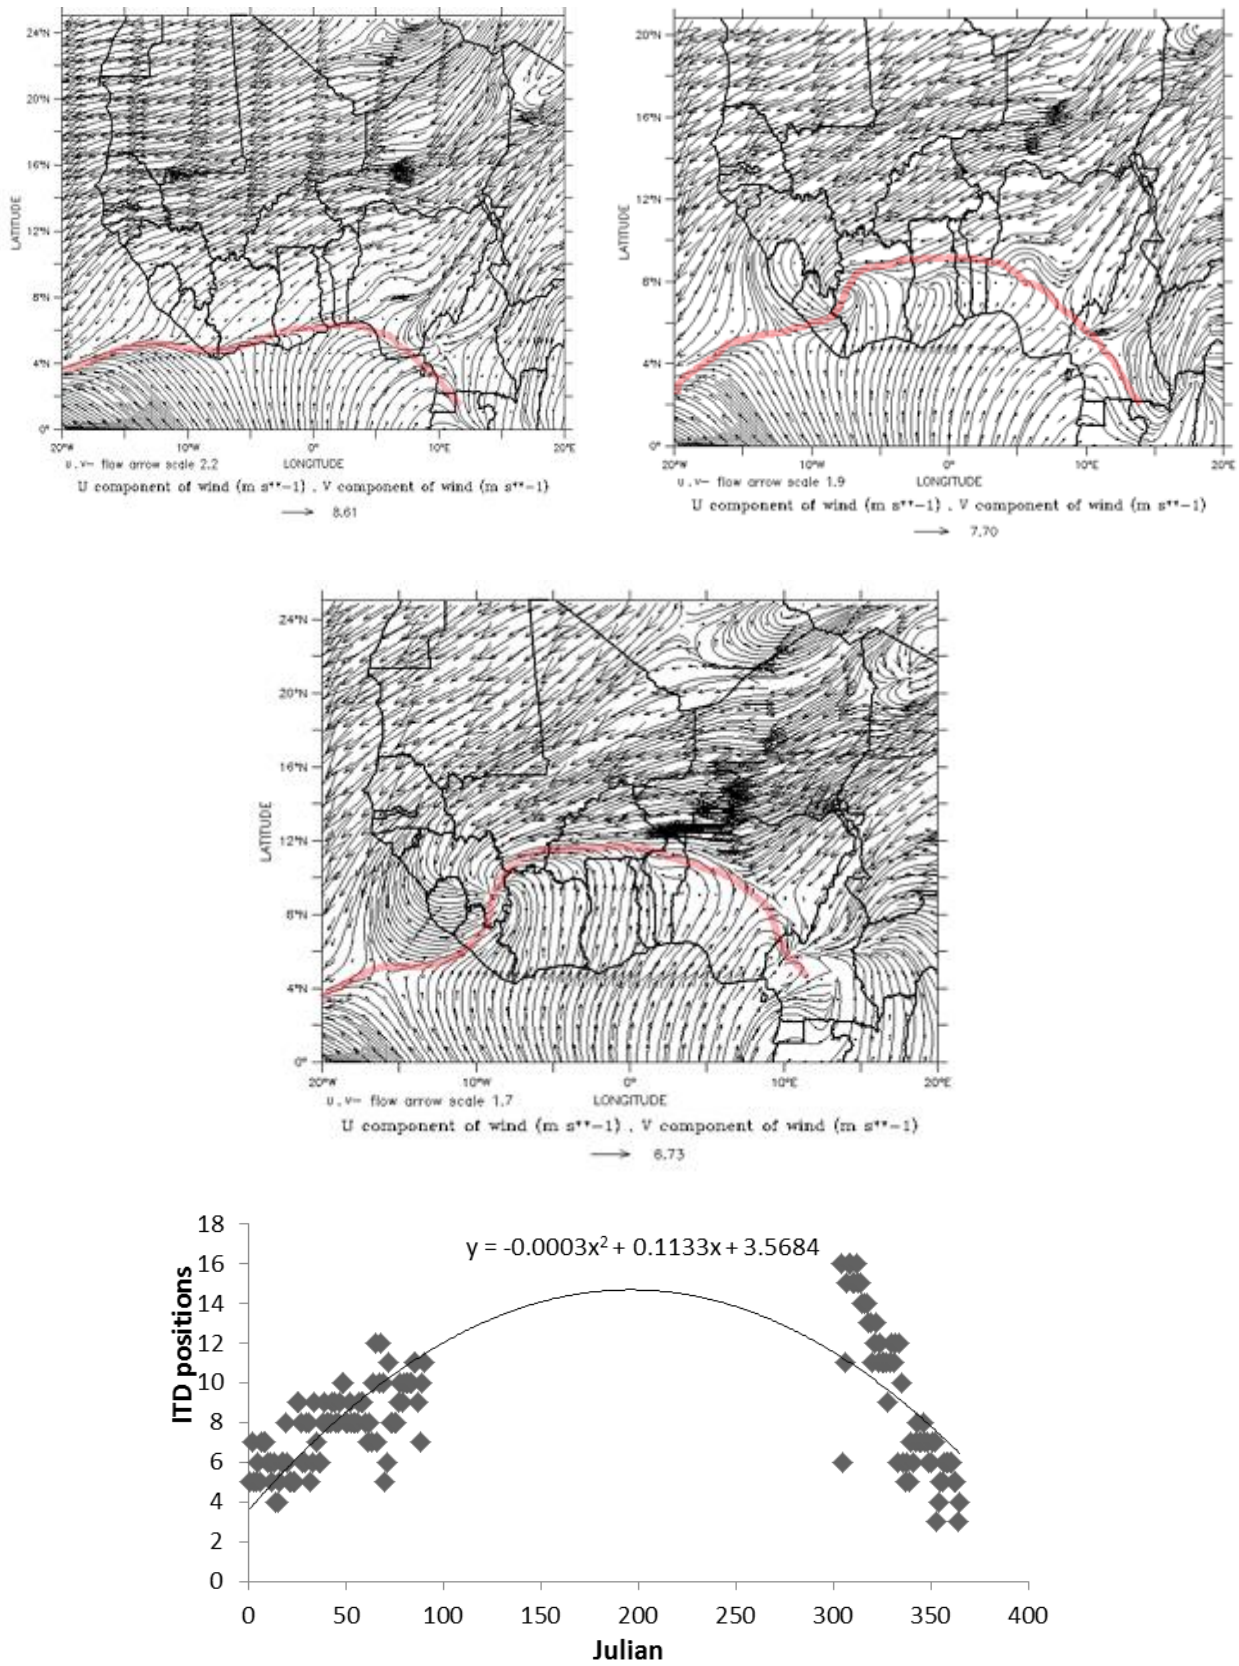 24°N
20°N
16°N
12°N
8°N
4°N
0°
LATITUDE
20°W 10°W 0° 10°E 20°E
u,v— flow arrow scale 2.2 LONGITUDE
U component of wind (m s**−1) , V component of wind (m s**−1)
8.61
20°N
16°N
12°N
8°N
4°N
0°
LATITUDE
20°W 10°W 0° 10°E 20°E
u,v— flow arrow scale 1.9 LONGITUDE
U component of wind (m s**−1) , V component of wind (m s**−1)
7.70
24°N
20°N
16°N
12°N
8°N
4°N
0°
LATITUDE
20°W 10°W 0° 10°E 20°E
u,v— flow arrow scale 1.7 LONGITUDE
U component of wind (m s**−1) , V component of wind (m s**−1)
6.73
y = -0.0003x² + 0.1133x + 3.5684
18
16
14
12
10
8
6
4
2
0
ITD positions
0 50 100 150 200 250 300 350 400
Julian